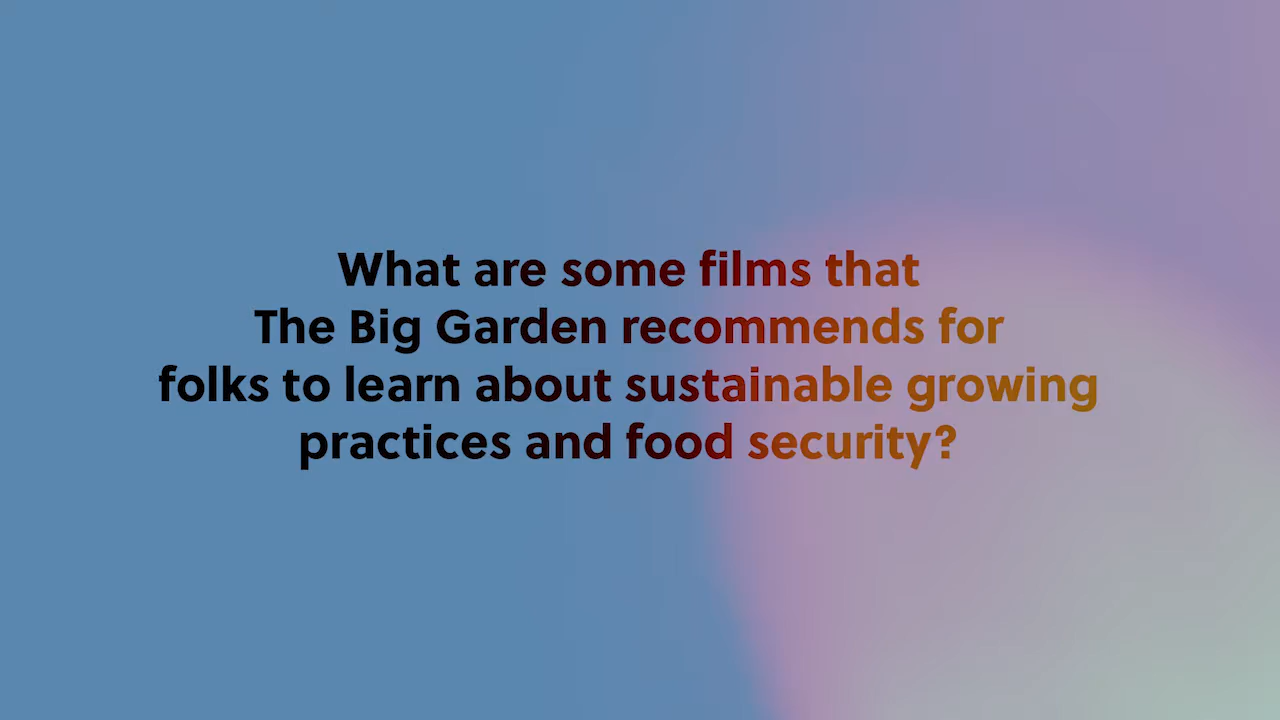 What are some films that
The Big Garden recommends for
folks to learn about sustainable growing
practices and food security?